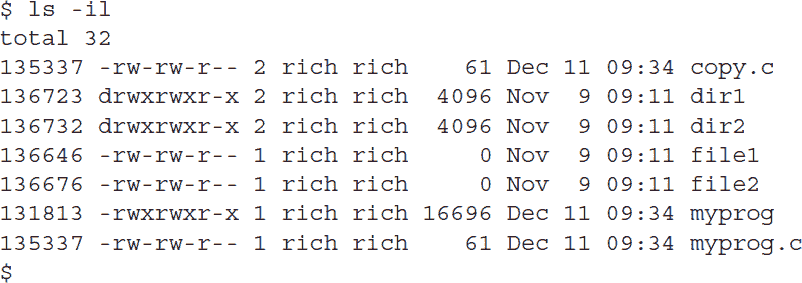 $ ls -il
total 32
135337 -rw-rw-r-- 2 rich rich    61 Dec 11 09:34 copy.c
136723 drwxrwxr-x 2 rich rich  4096 Nov  9 09:11 dir1
136732 drwxrwxr-x 2 rich rich  4096 Nov  9 09:11 dir2
136646 -rw-rw-r-- 1 rich rich     0 Nov  9 09:11 file1
136676 -rw-rw-r-- 1 rich rich     0 Nov  9 09:11 file2
131813 -rwxrwxr-x 1 rich rich 16696 Dec 11 09:34 myprog
135337 -rw-rw-r-- 1 rich rich    61 Dec 11 09:34 myprog.c
$